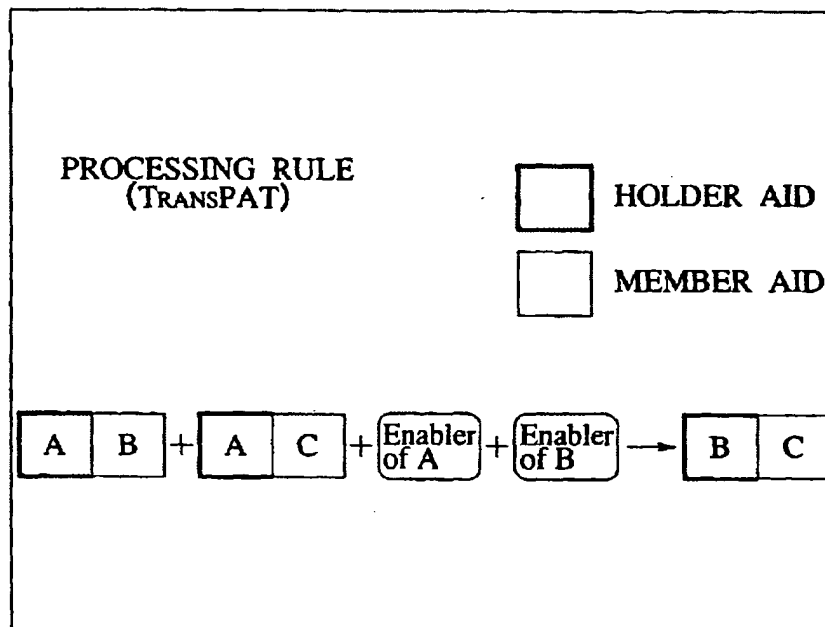 PROCESSING RULE
(TRANSPAT)
HOLDER AID
MEMBER AID
A B + A C + Enabler of A + Enabler of B → B C